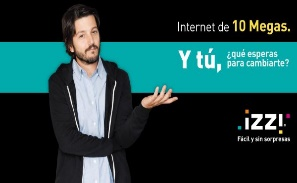 Internet de 10 Megas.
Y tú, ¿qué esperas
para cambiarte?
izzi
Fácil y sin sorpresas